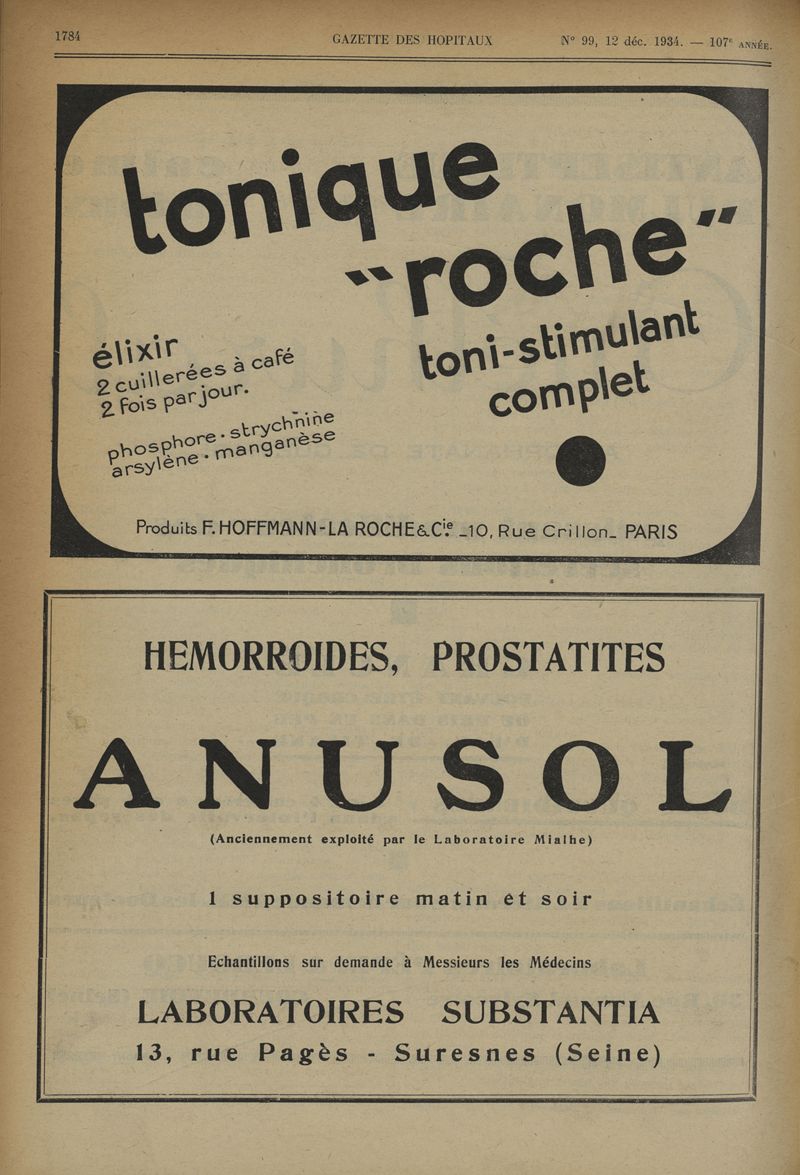 1784
GAZETTE DES HOPITAUX
N° 99, 12 déc. 1934. — 107e ANNÉE.
tonique
"roche"
toni-stimulant
complet
élixir
2 cuillerées à café
2 fois par jour.
phosphore · strychnine
arsylène · manganèse
Produits F. HOFFMANN-LA ROCHE & Cie. _10, Rue Crillon_ PARIS
HEMORROIDES, PROSTATITES
ANUSOL
(Anciennement exploité par le Laboratoire Mialhe)
1 suppositoire matin et soir
Echantillons sur demande à Messieurs les Médecins
LABORATOIRES SUBSTANTIA
13, rue Pagès - Suresnes (Seine)